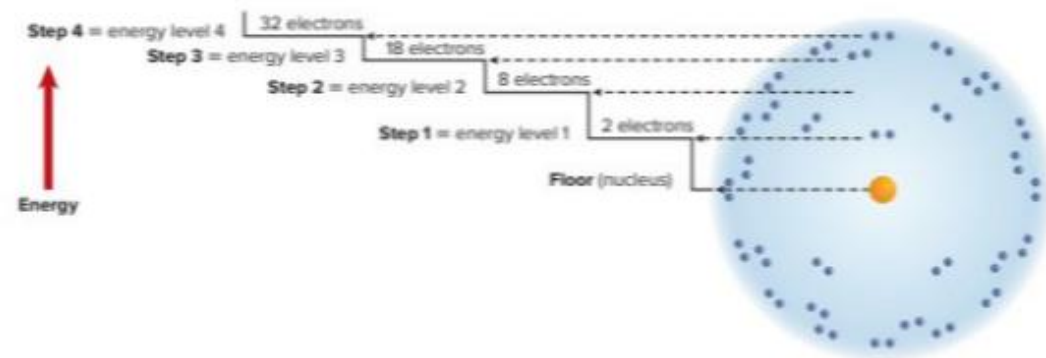 Step 4 = energy level 4
32 electrons
Step 3 = energy level 3
18 electrons
Step 2 = energy level 2
8 electrons
Step 1 = energy level 1
2 electrons
Floor (nucleus)
Energy